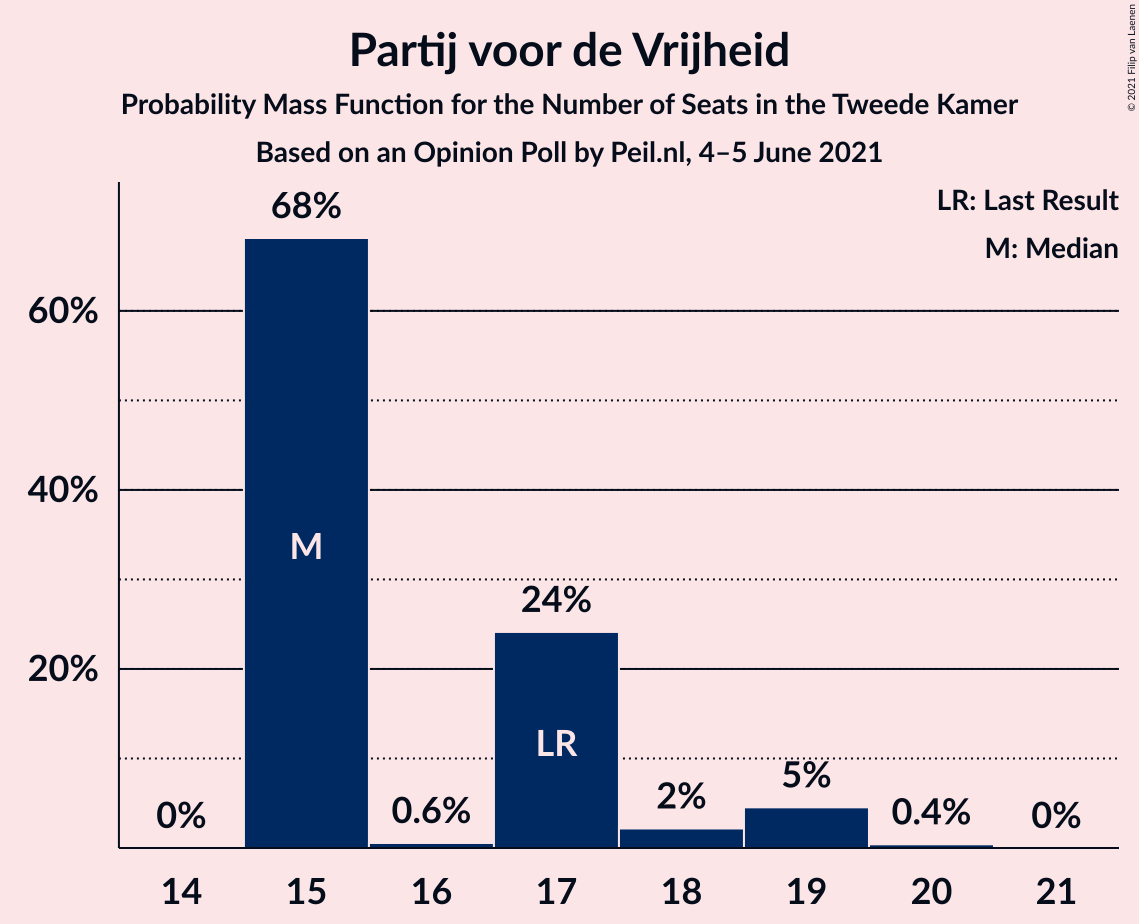 Partij voor de Vrijheid
Probability Mass Function for the Number of Seats in the Tweede Kamer
Based on an Opinion Poll by Peil.nl, 4–5 June 2021
© 2021 Filip van Laenen
LR: Last Result
M: Median
60%
40%
20%
0%
68%
0.6%
24%
2%
5%
0.4%
0%
M
LR
14 15 16 17 18 19 20 21